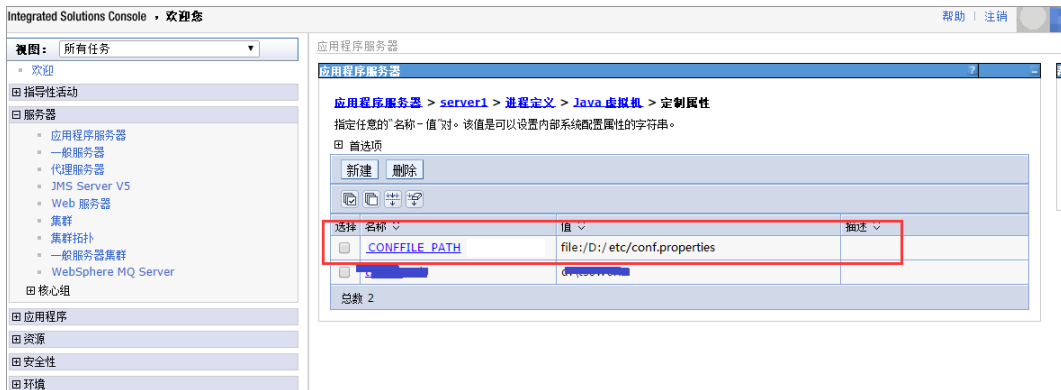 Integrated Solutions Console ，欢迎您
帮助 | 注销
视图： 所有任务
欢迎
指导性活动
服务器
应用程序服务器
一般服务器
代理服务器
JMS Server V5
Web 服务器
集群
集群拓扑
一般服务器集群
WebSphere MQ Server
核心组
应用程序
资源
安全性
环境
应用程序服务器
应用程序服务器 ? –
应用程序服务器 > server1 > 进程定义 > Java 虚拟机 > 定制属性
指定任意的“名称－值”对。该值是可以设置内部系统配置属性的字符串。
首选项
新建 删除
选择 名称 值 描述
CONFFILE_PATH file:/D:/etc/conf.properties
总数 2